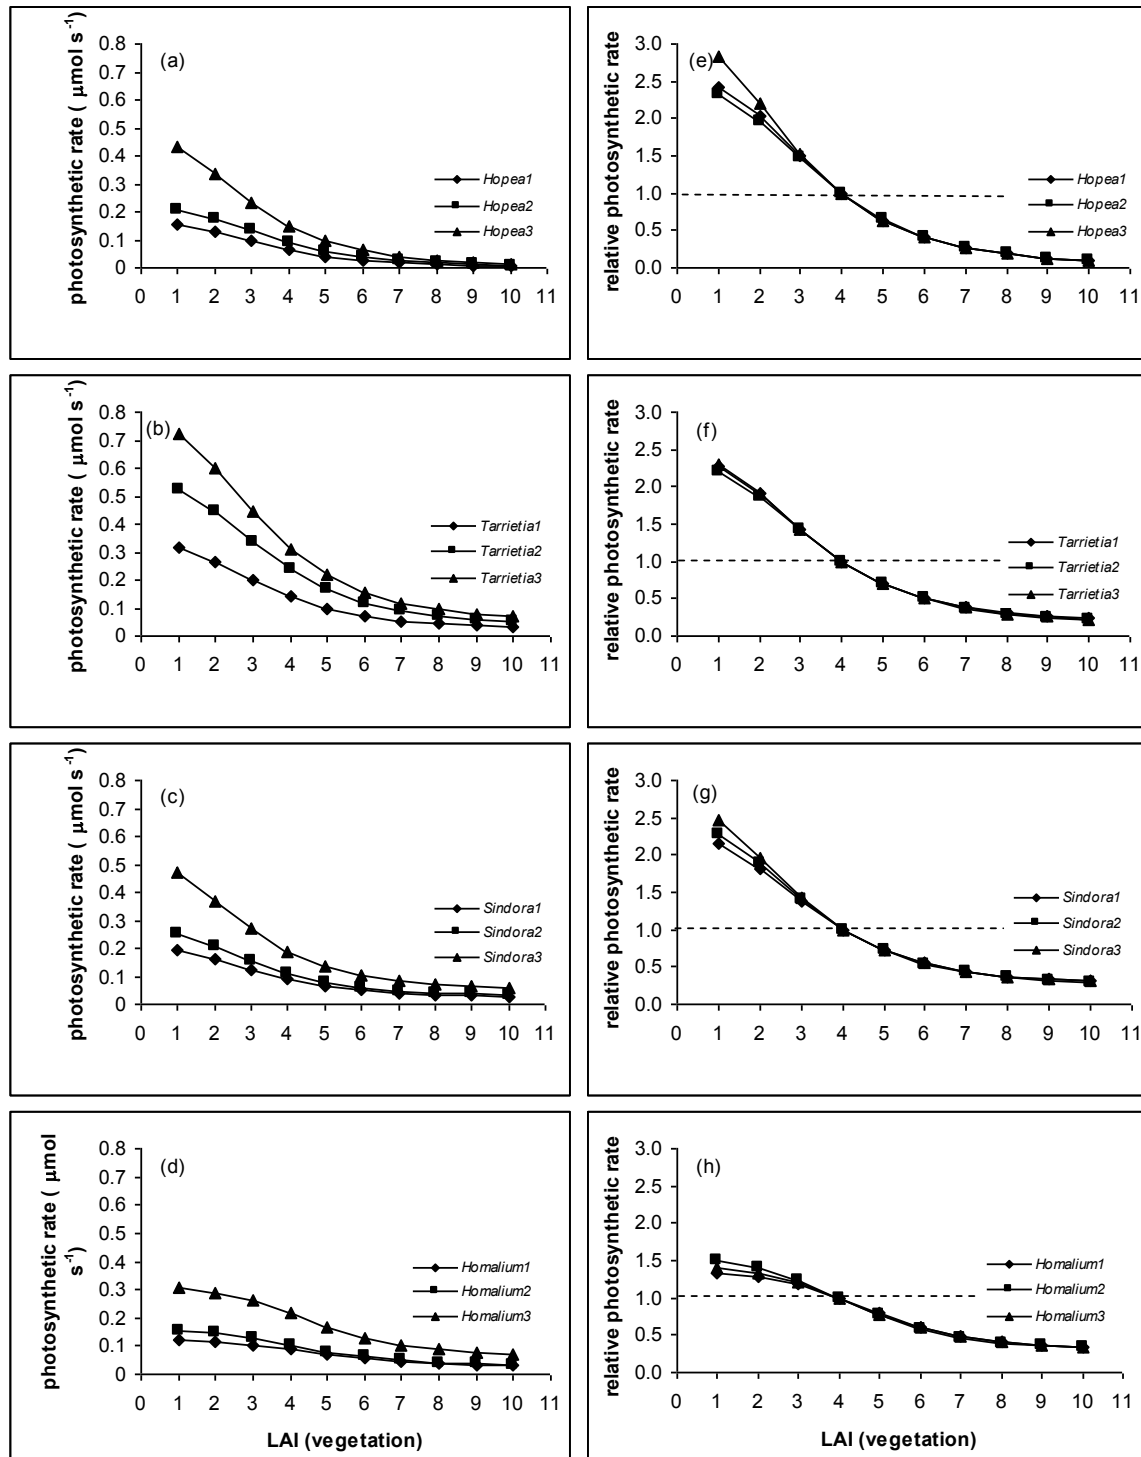 photosynthetic rate ( μmol s⁻¹)
(a)
0.8
0.7
0.6
0.5
0.4
0.3
0.2
0.1
0
0 1 2 3 4 5 6 7 8 9 10 11
Hopea1
Hopea2
Hopea3
relative photosynthetic rate
(e)
3.0
2.5
2.0
1.5
1.0
0.5
0.0
0 1 2 3 4 5 6 7 8 9 10 11
Hopea1
Hopea2
Hopea3
photosynthetic rate ( μmol s⁻¹)
(b)
0.8
0.7
0.6
0.5
0.4
0.3
0.2
0.1
0
0 1 2 3 4 5 6 7 8 9 10 11
Tarrietia1
Tarrietia2
Tarrietia3
relative photosynthetic rate
(f)
3.0
2.5
2.0
1.5
1.0
0.5
0.0
0 1 2 3 4 5 6 7 8 9 10 11
Tarrietia1
Tarrietia2
Tarrietia3
photosynthetic rate ( μmol s⁻¹)
(c)
0.8
0.7
0.6
0.5
0.4
0.3
0.2
0.1
0
0 1 2 3 4 5 6 7 8 9 10 11
Sindora1
Sindora2
Sindora3
relative photosynthetic rate
(g)
3.0
2.5
2.0
1.5
1.0
0.5
0.0
0 1 2 3 4 5 6 7 8 9 10 11
Sindora1
Sindora2
Sindora3
photosynthetic rate ( μmol
s⁻¹)
(d)
0.8
0.7
0.6
0.5
0.4
0.3
0.2
0.1
0
0 1 2 3 4 5 6 7 8 9 10 11
Homalium1
Homalium2
Homalium3
LAI (vegetation)
relative photosynthetic rate
(h)
3.0
2.5
2.0
1.5
1.0
0.5
0.0
0 1 2 3 4 5 6 7 8 9 10 11
Homalium1
Homalium2
Homalium3
LAI (vegetation)